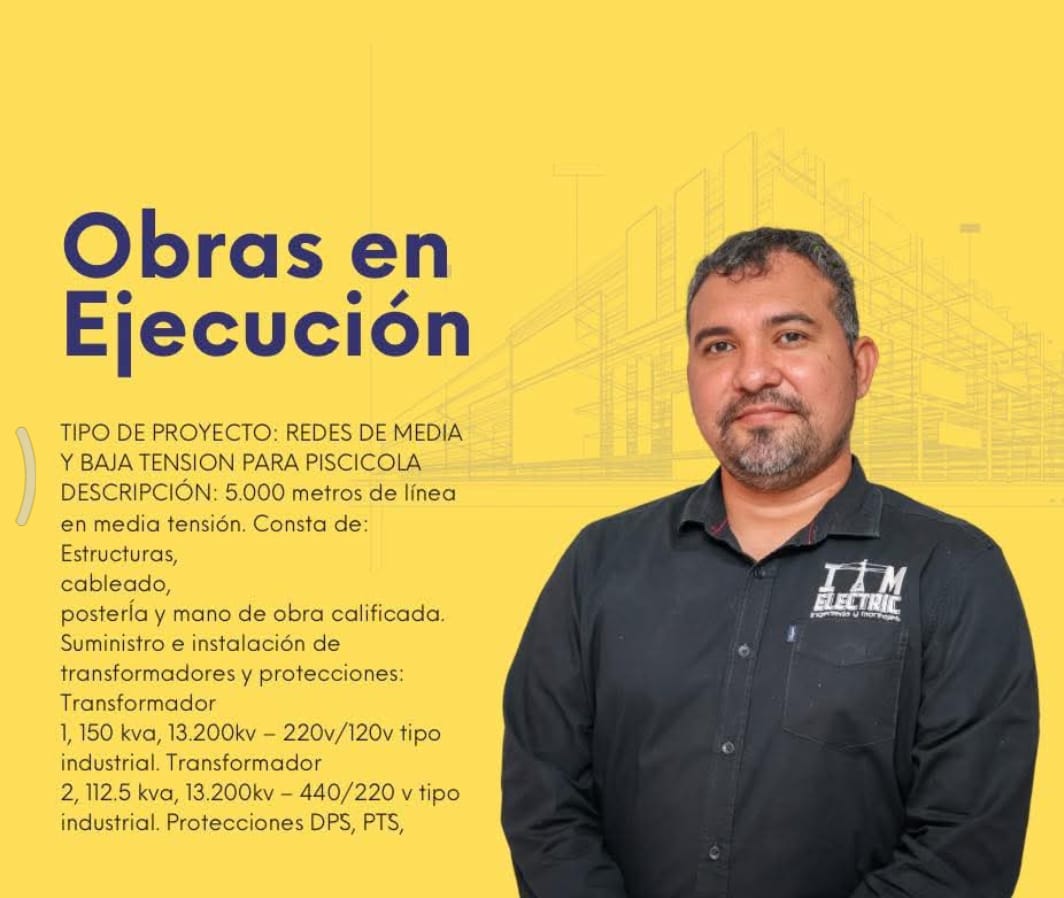 Obras en
Ejecución
TIPO DE PROYECTO: REDES DE MEDIA
Y BAJA TENSION PARA PISCICOLA
DESCRIPCIÓN: 5.000 metros de línea
en media tensión. Consta de:
Estructuras,
cableado,
posterÍa y mano de obra calificada.
Suministro e instalación de
transformadores y protecciones:
Transformador
1, 150 kva, 13.200kv – 220v/120v tipo
industrial. Transformador
2, 112.5 kva, 13.200kv – 440/220 v tipo
industrial. Protecciones DPS, PTS,
I M
ELECTRIC
ingeniería y montajes